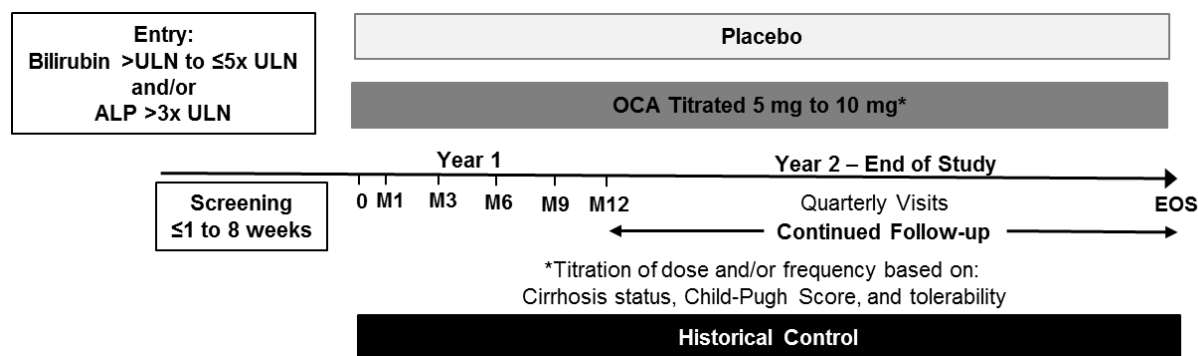 Entry:
Bilirubin >ULN to ≤5x ULN
and/or
ALP >3x ULN
Placebo
OCA Titrated 5 mg to 10 mg*
Year 1
Year 2 – End of Study
Screening
≤1 to 8 weeks
0 M1 M3 M6 M9 M12
Quarterly Visits
EOS
Continued Follow-up
*Titration of dose and/or frequency based on:
Cirrhosis status, Child-Pugh Score, and tolerability
Historical Control